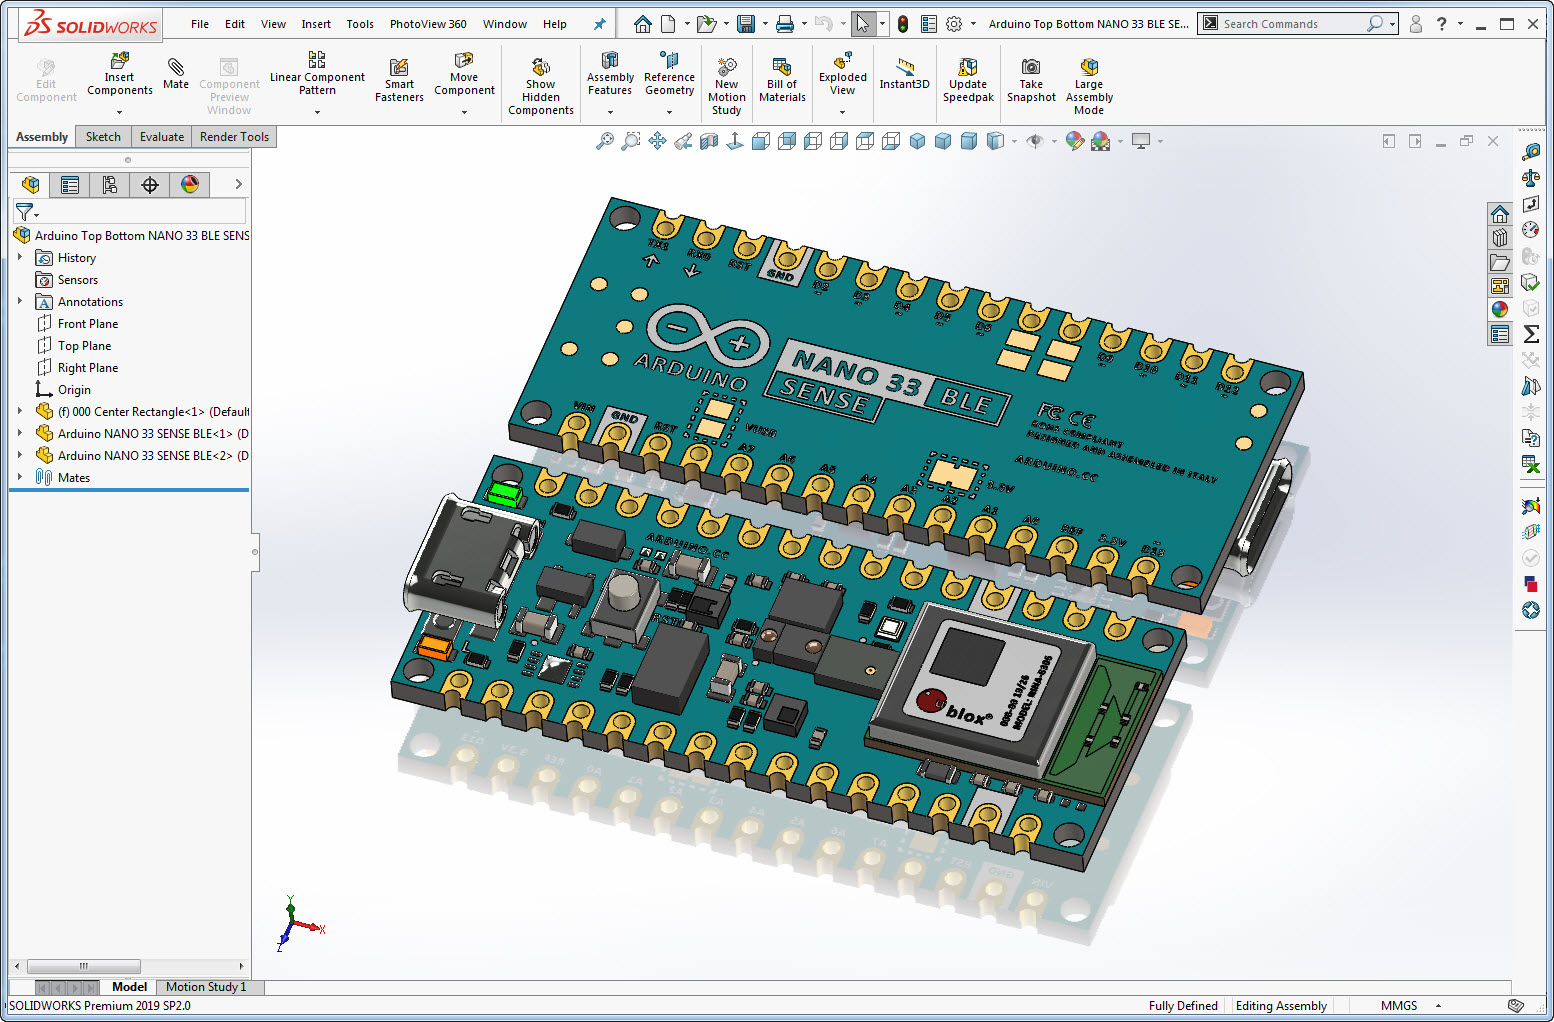 SOLIDWORKS
File Edit View Insert Tools PhotoView 360 Window Help
Arduino Top Bottom NANO 33 BLE SE...
Search Commands
Edit Component
Insert Components
Mate
Component Preview Window
Linear Component Pattern
Smart Fasteners
Move Component
Show Hidden Components
Assembly Features
Reference Geometry
New Motion Study
Bill of Materials
Exploded View
Instant3D
Update Speedpak
Take Snapshot
Large Assembly Mode
Assembly Sketch Evaluate Render Tools
Arduino Top Bottom NANO 33 BLE SENS
History
Sensors
Annotations
Front Plane
Top Plane
Right Plane
Origin
(f) 000 Center Rectangle<1> (Default
Arduino NANO 33 SENSE BLE<1> (D
Arduino NANO 33 SENSE BLE<2> (D
Mates
TX1 RX0 RST GND D2 D3 D4 D5 D6 D9 D10 D11 D12
ARDUINO
NANO 33 BLE
SENSE
FC CE
ROHS COMPLIANT
DESIGNED AND ASSEMBLED IN ITALY
ARDUINO.CC
VIN GND RST A7 A6 A5 A4 A3 A2 A1 A0 REF 3.3V D13
VUSB
3.3V
ARDUINO.CC
RST
L
blox
008-00 19/26
MODEL: NINA-B306
Y
X
Z
Model Motion Study 1
SOLIDWORKS Premium 2019 SP2.0
Fully Defined Editing Assembly MMGS